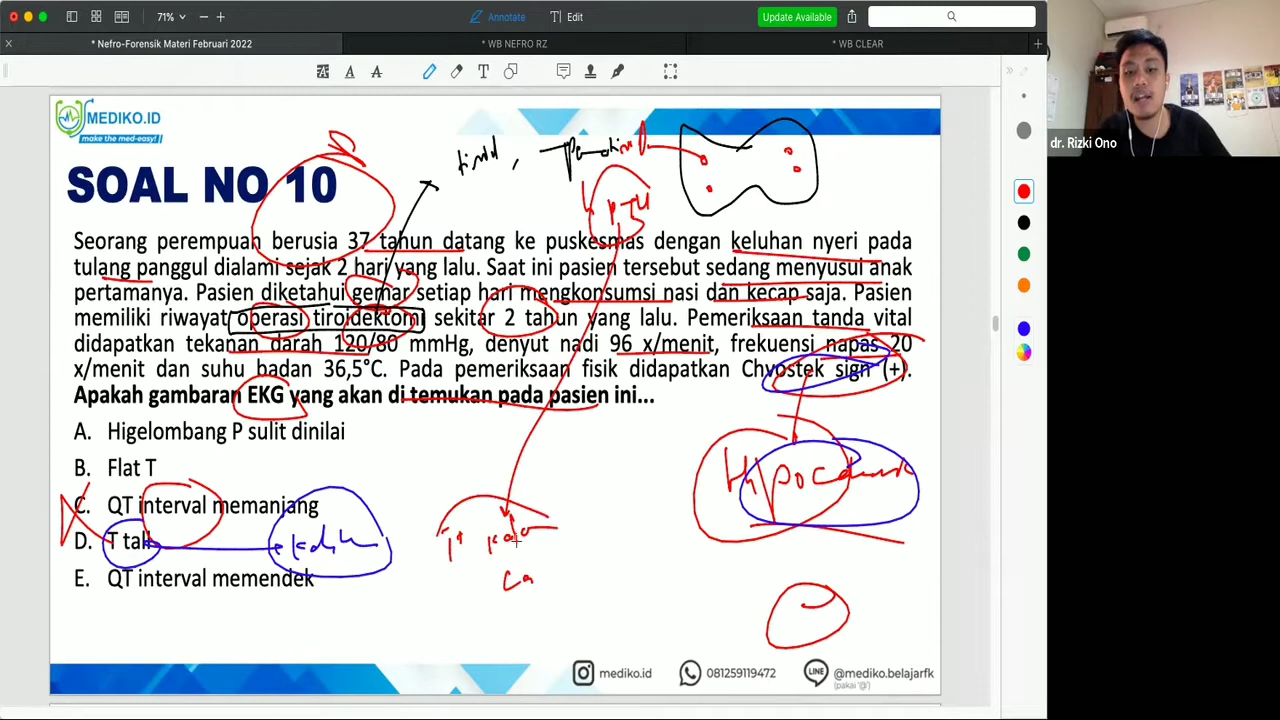 71%
Annotate
Edit
Update Available
* Nefro-Forensik Materi Februari 2022
* WB NEFRO RZ
* WB CLEAR
MEDIKO.ID
make the med-easy!
dr. Rizki Ono
tiroid,
PTH
SOAL NO 10
Seorang perempuan berusia 37 tahun datang ke puskesmas dengan keluhan nyeri pada
tulang panggul dialami sejak 2 hari yang lalu. Saat ini pasien tersebut sedang menyusui anak
pertamanya. Pasien diketahui gemar setiap hari mengkonsumsi nasi dan kecap saja. Pasien
memiliki riwayat operasi tiroidektomi sekitar 2 tahun yang lalu. Pemeriksaan tanda vital
didapatkan tekanan darah 120/80 mmHg, denyut nadi 96 x/menit, frekuensi napas 20
x/menit dan suhu badan 36,5°C. Pada pemeriksaan fisik didapatkan Chvostek sign (+).
Apakah gambaran EKG yang akan di temukan pada pasien ini...
A. Higelombang P sulit dinilai
B. Flat T
C. QT interval memanjang
D. T tall
E. QT interval memendek
Ca
mediko.id
081259119472
@mediko.belajarfk
(pakai '@')